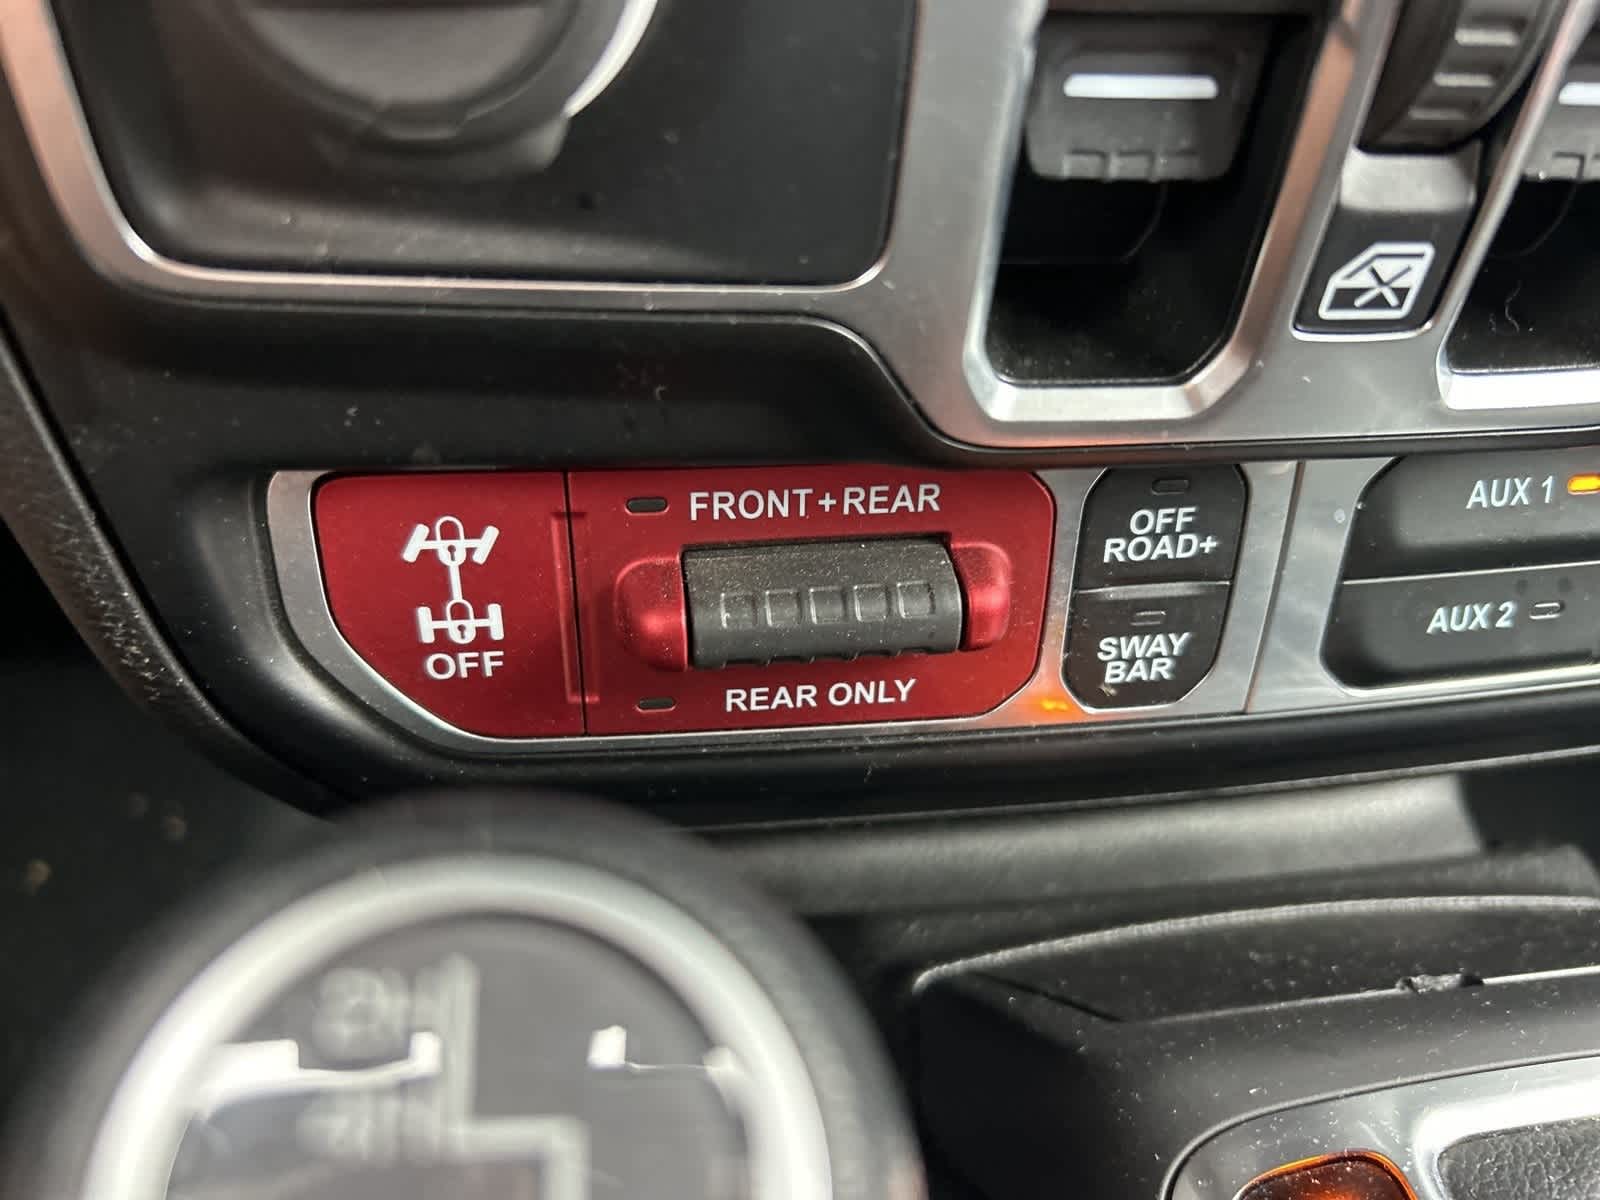 FRONT+REAR
OFF
REAR ONLY
OFF
ROAD+
SWAY
BAR
AUX 1
AUX 2